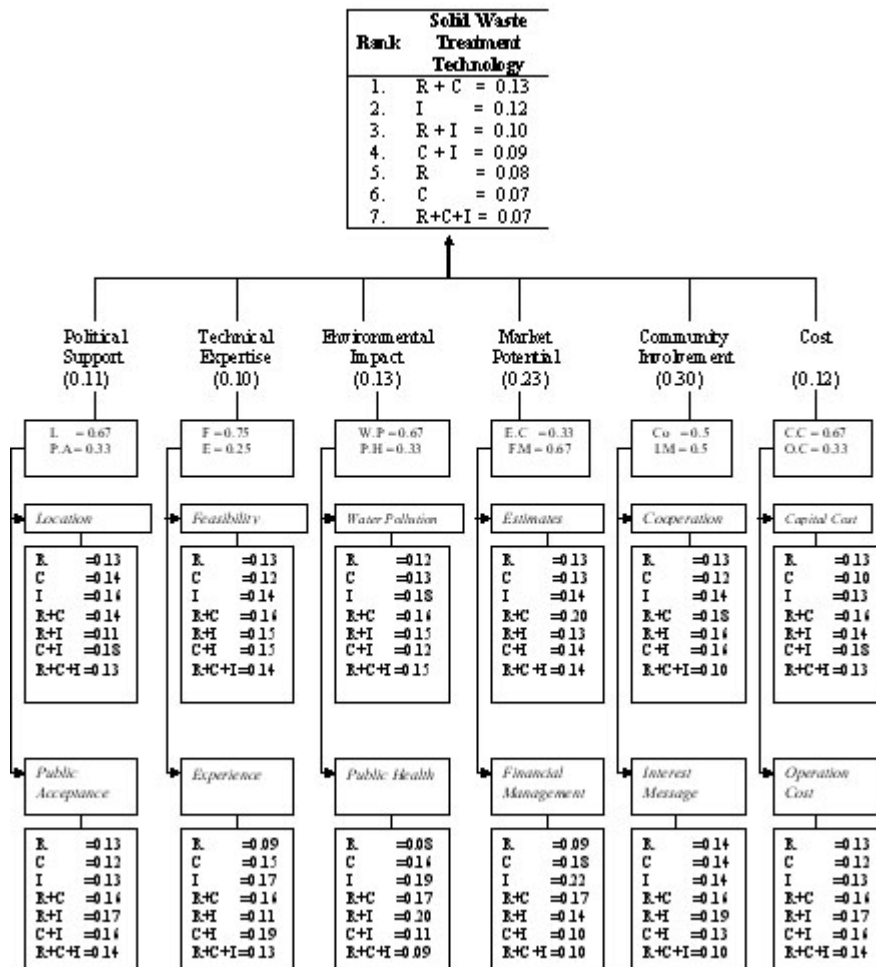 Rank Solid Waste Treatment Technology
1. R + C = 0.13
2. I = 0.12
3. R + I = 0.10
4. C + I = 0.09
5. R = 0.08
6. C = 0.07
7. R+C+I = 0.07
Political Support (0.11)
Technical Expertise (0.10)
Environmental Impact (0.13)
Market Potential (0.23)
Community Involvement (0.30)
Cost (0.12)
L = 0.67
P.A = 0.33
F = 0.75
E = 0.25
W.P = 0.67
P.H = 0.33
E.C = 0.33
F.M = 0.67
Co = 0.5
I.M = 0.5
C.C = 0.67
O.C = 0.33
Location
R =0.13
C =0.14
I =0.16
R+C =0.14
R+I =0.11
C+I =0.18
R+C+I=0.13
Feasibility
R =0.13
C =0.12
I =0.14
R+C =0.16
R+I =0.15
C+I =0.15
R+C+I=0.14
Water Pollution
R =0.12
C =0.13
I =0.18
R+C =0.16
R+I =0.15
C+I =0.12
R+C+I=0.15
Estimates
R =0.13
C =0.13
I =0.14
R+C =0.20
R+I =0.13
C+I =0.14
R+C+I=0.14
Cooperation
R =0.13
C =0.12
I =0.14
R+C =0.18
R+I =0.16
C+I =0.16
R+C+I=0.10
Capital Cost
R =0.13
C =0.10
I =0.13
R+C =0.16
R+I =0.14
C+I =0.18
R+C+I=0.13
Public Acceptance
R =0.13
C =0.12
I =0.13
R+C =0.16
R+I =0.17
C+I =0.16
R+C+I=0.14
Experience
R =0.09
C =0.15
I =0.17
R+C =0.16
R+I =0.11
C+I =0.19
R+C+I=0.13
Public Health
R =0.08
C =0.16
I =0.19
R+C =0.17
R+I =0.20
C+I =0.11
R+C+I=0.09
Financial Management
R =0.09
C =0.18
I =0.22
R+C =0.17
R+I =0.14
C+I =0.10
R+C+I=0.10
Interest Message
R =0.14
C =0.14
I =0.14
R+C =0.16
R+I =0.19
C+I =0.13
R+C+I=0.10
Operation Cost
R =0.13
C =0.12
I =0.13
R+C =0.16
R+I =0.17
C+I =0.16
R+C+I=0.14